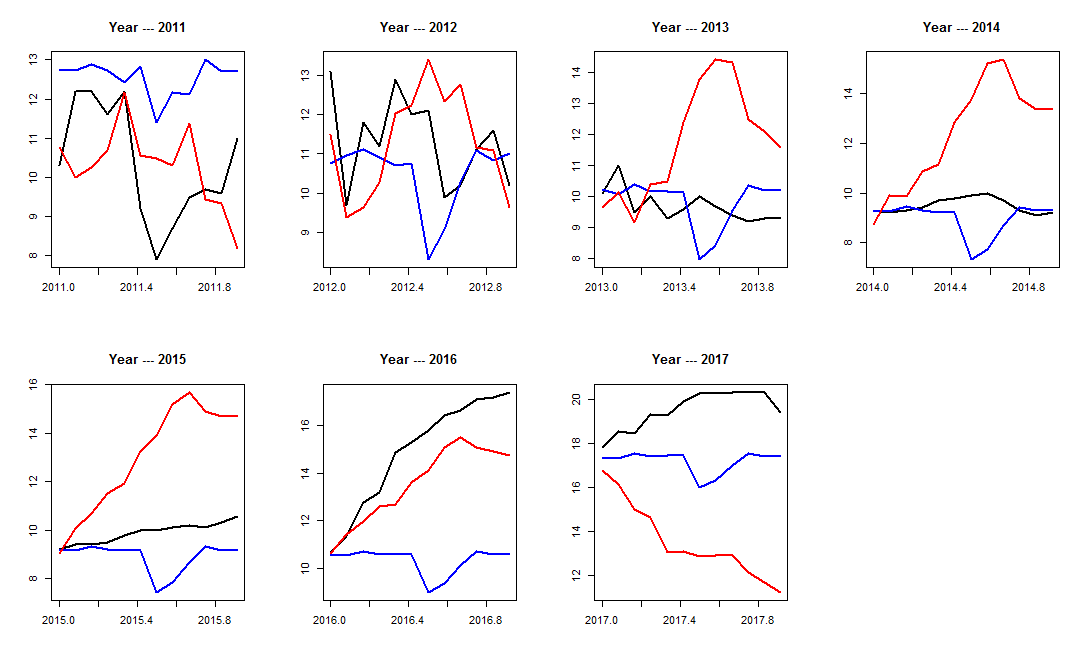 Year --- 2011
13
12
11
10
9
8
2011.0 2011.4 2011.8
Year --- 2012
13
12
11
10
9
2012.0 2012.4 2012.8
Year --- 2013
14
13
12
11
10
9
8
2013.0 2013.4 2013.8
Year --- 2014
14
12
10
8
2014.0 2014.4 2014.8
Year --- 2015
16
14
12
10
8
2015.0 2015.4 2015.8
Year --- 2016
16
14
12
10
2016.0 2016.4 2016.8
Year --- 2017
20
18
16
14
12
2017.0 2017.4 2017.8